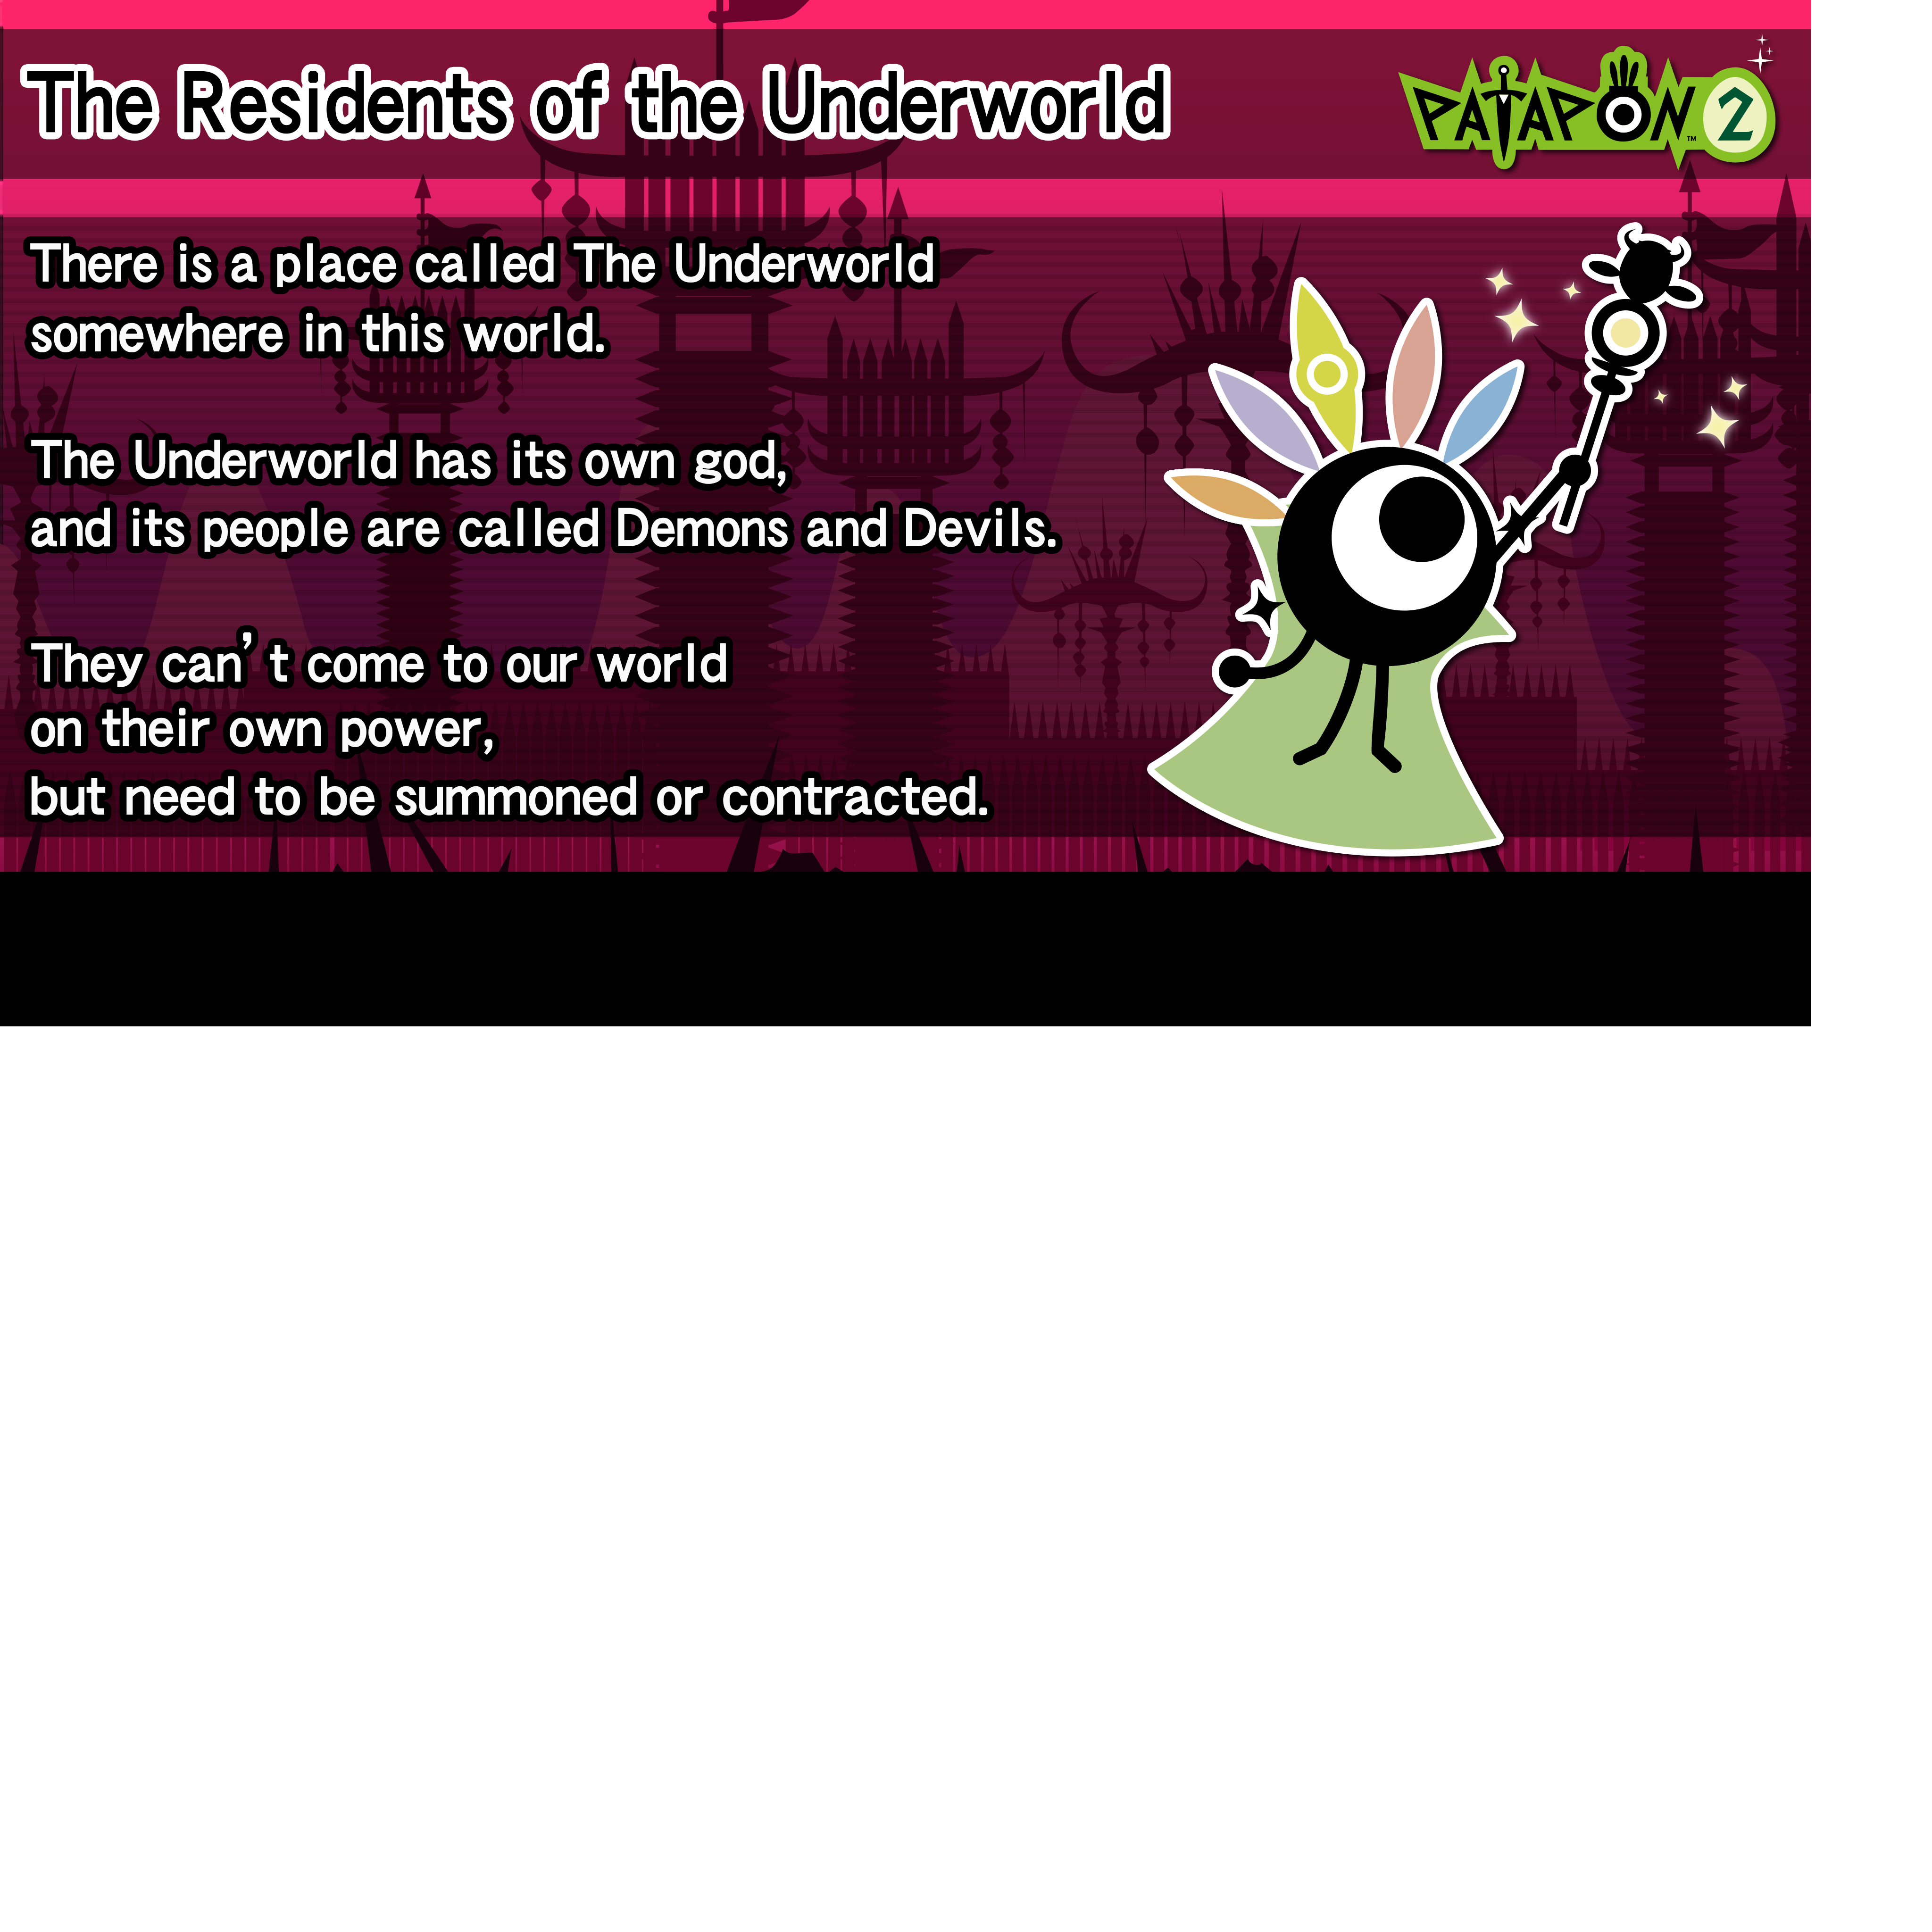 The Residents of the Underworld
PATAPON™ 2
There is a place called The Underworld
somewhere in this world.
The Underworld has its own god,
and its people are called Demons and Devils.
They can't come to our world
on their own power,
but need to be summoned or contracted.